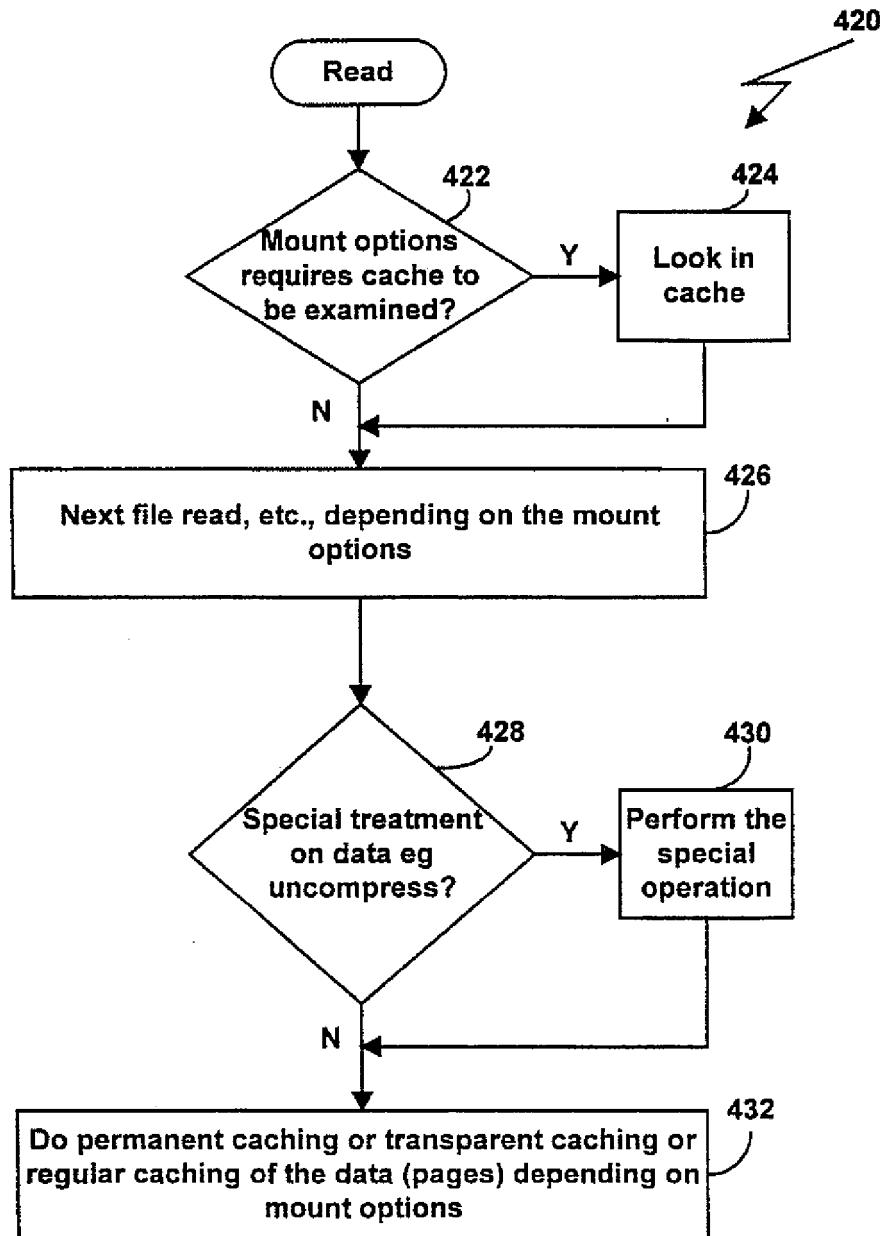 420
Read
422
Mount options
requires cache to
be examined?
Y
424
Look in
cache
N
426
Next file read, etc., depending on the mount
options
428
Special treatment
on data eg
uncompress?
Y
430
Perform the
special
operation
N
432
Do permanent caching or transparent caching or
regular caching of the data (pages) depending on
mount options